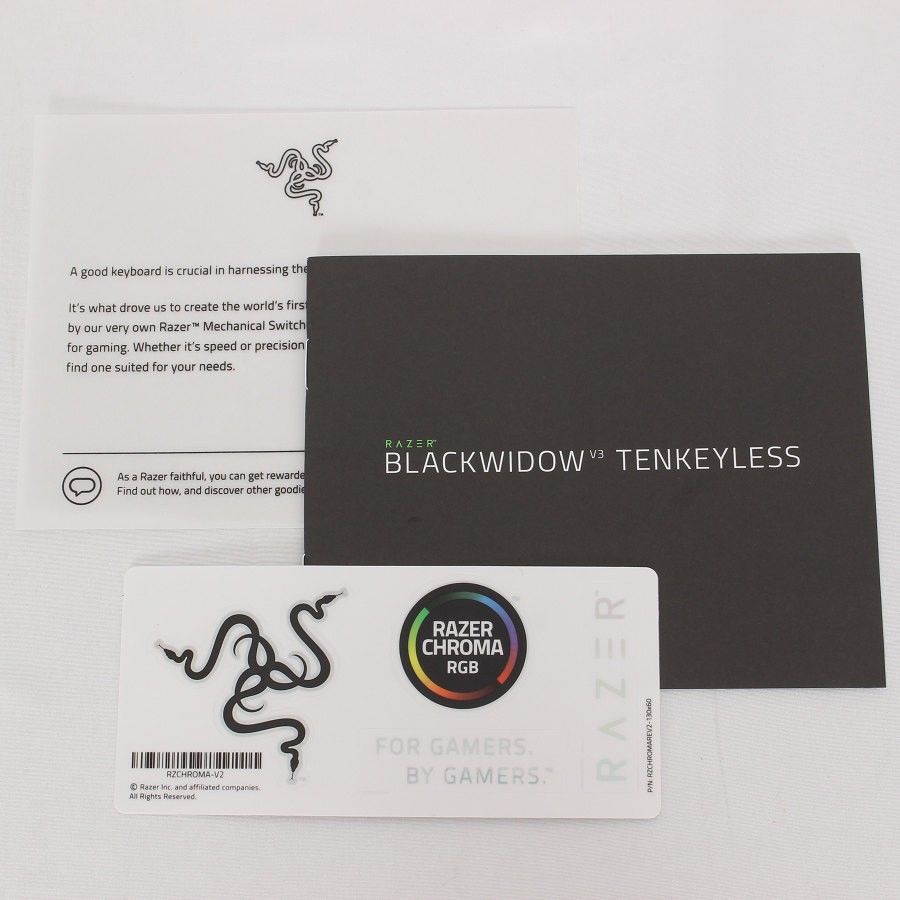 A good keyboard is crucial in harnessing the
It's what drove us to create the world's first
by our very own Razer™ Mechanical Switch
for gaming. Whether it's speed or precision
find one suited for your needs.
As a Razer faithful, you can get rewarde
Find out how, and discover other goodie
RAZER™
BLACKWIDOW V3 TENKEYLESS
RAZER
CHROMA
RGB
FOR GAMERS.
BY GAMERS.™
RZCHROMA-V2
© Razer Inc. and affiliated companies.
All Rights Reserved.
RAZER™
P/N: RZCHROMAREV2-130x60